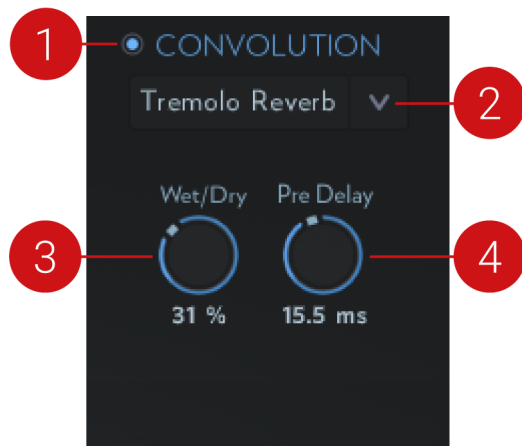 1
CONVOLUTION
Tremolo Reverb
2
Wet/Dry Pre Delay
3
4
31 % 15.5 ms